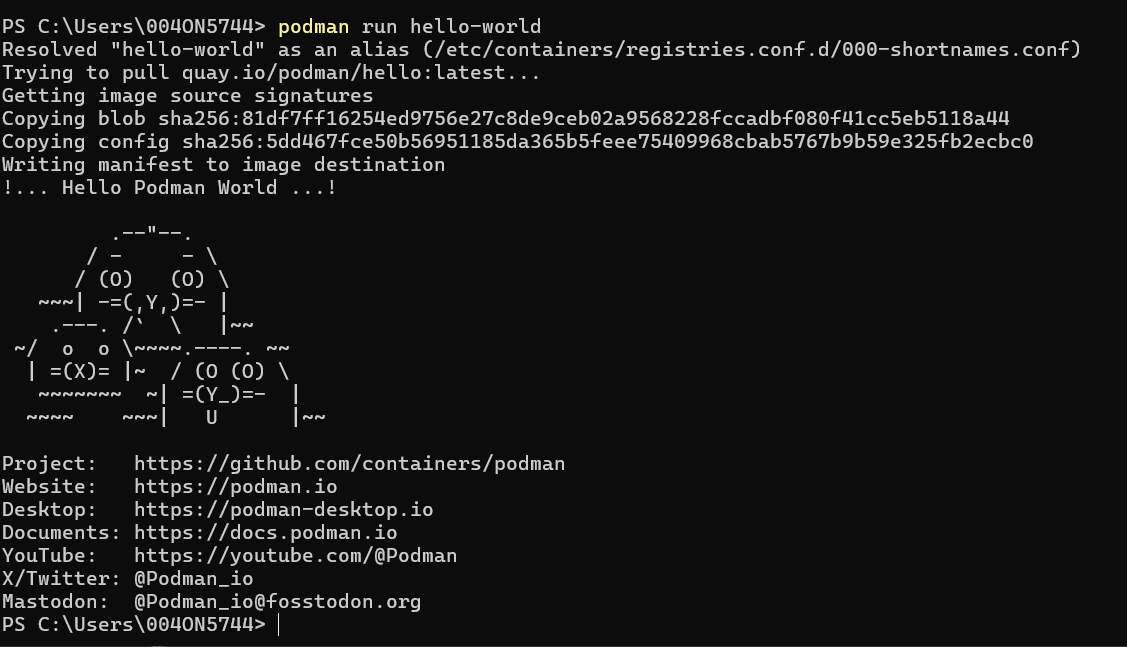 PS C:\Users\004ON5744> podman run hello-world
Resolved "hello-world" as an alias (/etc/containers/registries.conf.d/000-shortnames.conf)
Trying to pull quay.io/podman/hello:latest...
Getting image source signatures
Copying blob sha256:81df7ff16254ed9756e27c8de9ceb02a9568228fccadbf080f41cc5eb5118a44
Copying config sha256:5dd467fce50b56951185da365b5feee75409968cbab5767b9b59e325fb2ecbc0
Writing manifest to image destination
!... Hello Podman World ...!

         .--"--.
       / -     - \
      / (O)   (O) \
   ~~~| -=(,Y,)=- |
    .---. /`  \   |~~
 ~/  o  o \~~~~.----. ~~
  | =(X)= |~  / (O (O) \
   ~~~~~~~  ~| =(Y_)=-  |
  ~~~~    ~~~|   U      |~~

Project:   https://github.com/containers/podman
Website:   https://podman.io
Desktop:   https://podman-desktop.io
Documents: https://docs.podman.io
YouTube:   https://youtube.com/@Podman
X/Twitter: @Podman_io
Mastodon:  @Podman_io@fosstodon.org
PS C:\Users\004ON5744>